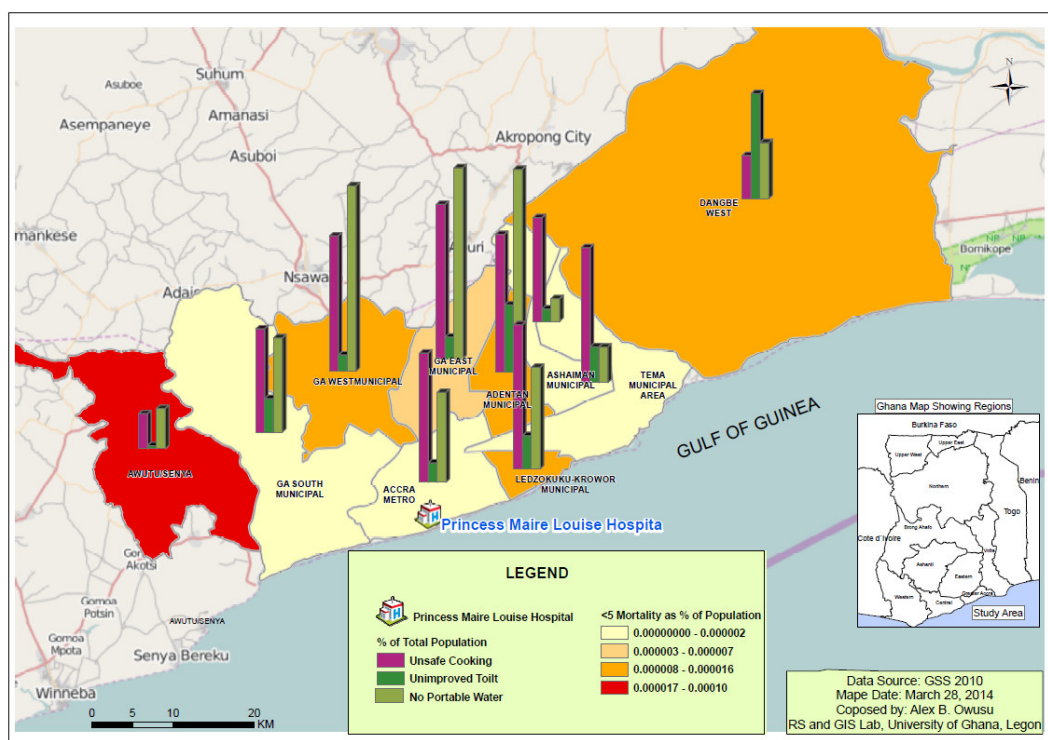 Suhum
Asuboe
Amanasi
Asempaneye
Asuboi
Akropong City
N
mankese
DANGBE
WEST
Bomikope
Nsawa
Adais
GA EAST
MUNICIPAL
GA WESTMUNICIPAL
ASHAIMAN
MUNICIPAL
TEMA
MUNICIPAL
AREA
ADENTAN
MUNICIPAL
GULF OF GUINEA
AWUTU/SENYA
GA SOUTH
MUNICIPAL
ACCRA
METRO
LEDZOKUKU-KROWOR
MUNICIPAL
Princess Maire Louise Hospita
Akotsi
Gomoa
Potsin
Gomoa
Mpota
AWUTU/SENYA
Senya Bereku
Winneba
0 5 10 20
KM
LEGEND
Princess Maire Louise Hospital
% of Total Population
Unsafe Cooking
Unimproved Toilt
No Portable Water
<5 Mortality as % of Population
0.00000000 - 0.000002
0.000003 - 0.000007
0.000008 - 0.000016
0.000017 - 0.00010
Ghana Map Showing Regions
Burkina Faso
Upper East
Upper West
Northern
Benin
Togo
Brong Ahafo
Cote d'Ivoire
Volta
Ashanti
Eastern
Western
Central
Greater Accra
Study Area
Data Source: GSS 2010
Mape Date: March 28, 2014
Coposed by: Alex B. Owusu
RS and GIS Lab, University of Ghana, Legon